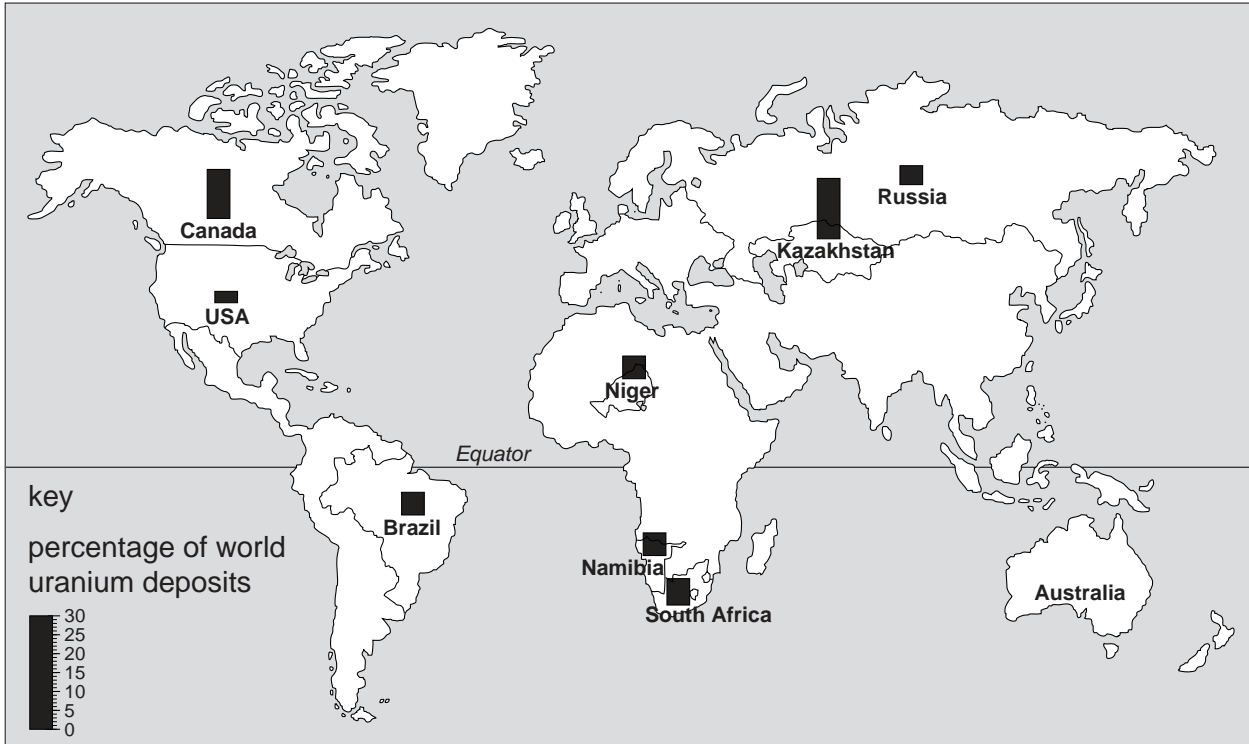 Canada
Russia
Kazakhstan
USA
Niger
Equator
key
Brazil
percentage of world
uranium deposits
Namibia
Australia
South Africa
30
25
20
15
10
5
0